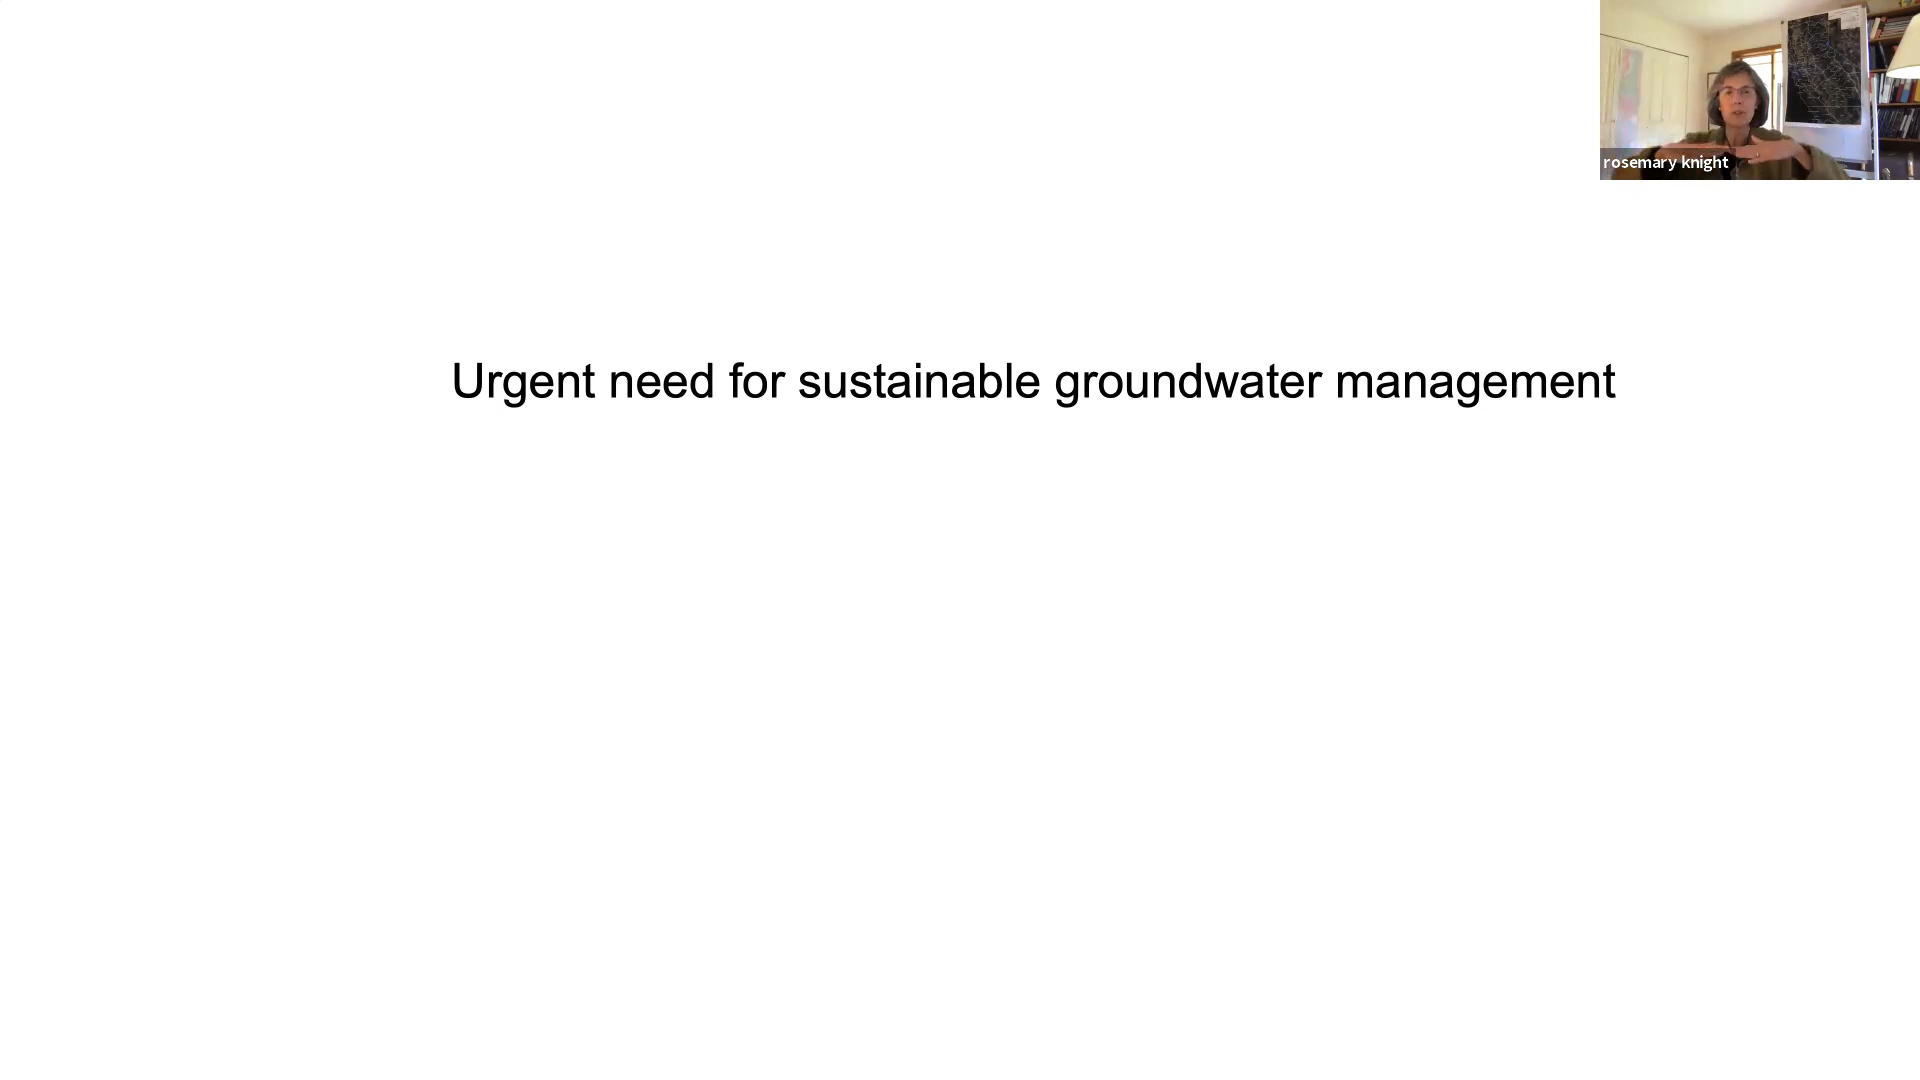 rosemary knight
Urgent need for sustainable groundwater management